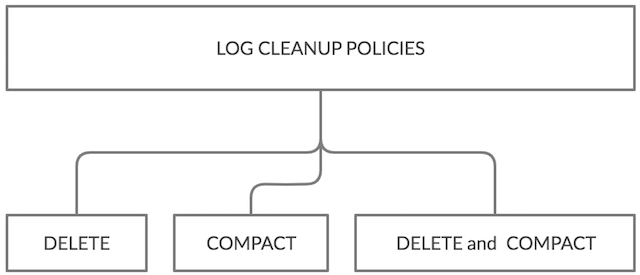 LOG CLEANUP POLICIES
DELETE
COMPACT
DELETE and COMPACT